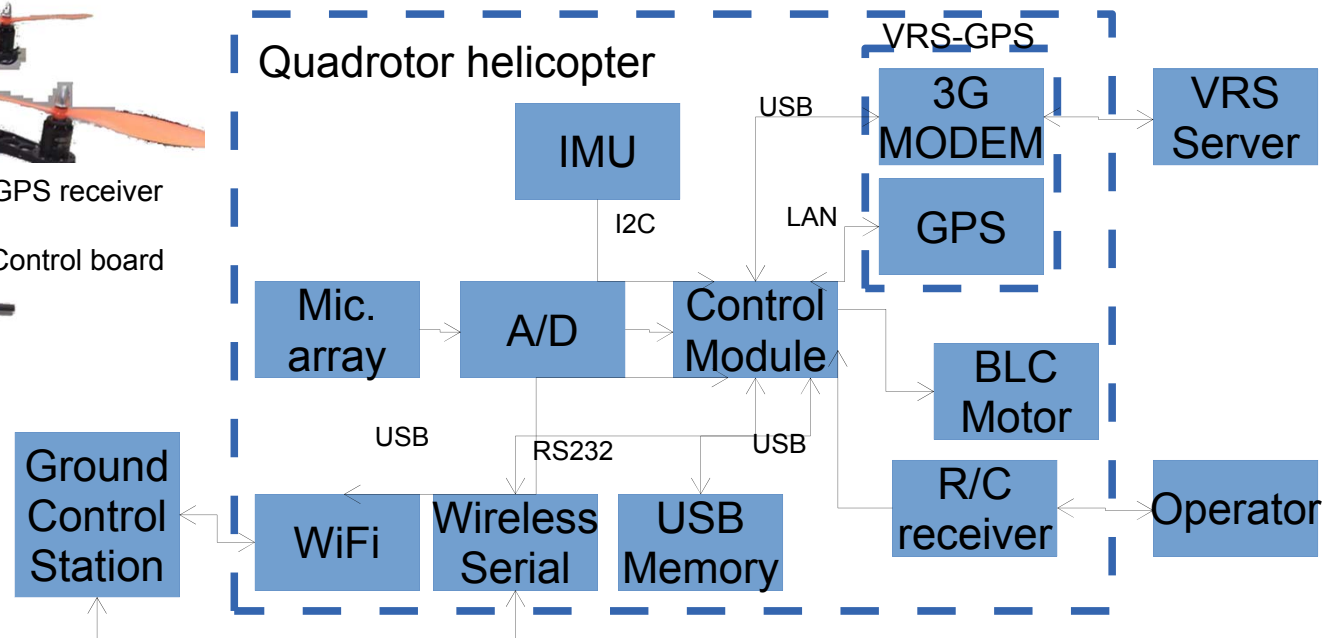 VRS-GPS
Quadrotor helicopter
USB
3G
MODEM
VRS
Server
IMU
GPS receiver
I2C
LAN
GPS
Control board
Mic.
array
A/D
Control
Module
BLC
Motor
USB
RS232
USB
Ground
Control
Station
WiFi
Wireless
Serial
USB
Memory
R/C
receiver
Operator